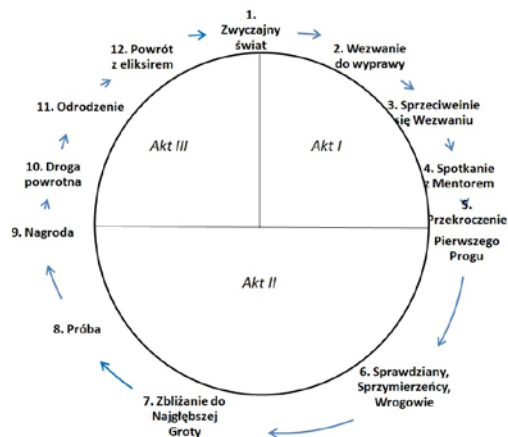 1.
Zwyczajny
świat
2. Wezwanie
do wyprawy
3. Sprzeciweinie
się Wezwaniu
4. Spotkanie
z Mentorem
5.
Przekroczenie
Pierwszego
Progu
6. Sprawdziany,
Sprzymierzeńcy,
Wrogowie
7. Zbliżanie do
Najgłębszej
Groty
8. Próba
9. Nagroda
10. Droga
powrotna
11. Odrodzenie
12. Powrót
z eliksirem
Akt III
Akt I
Akt II